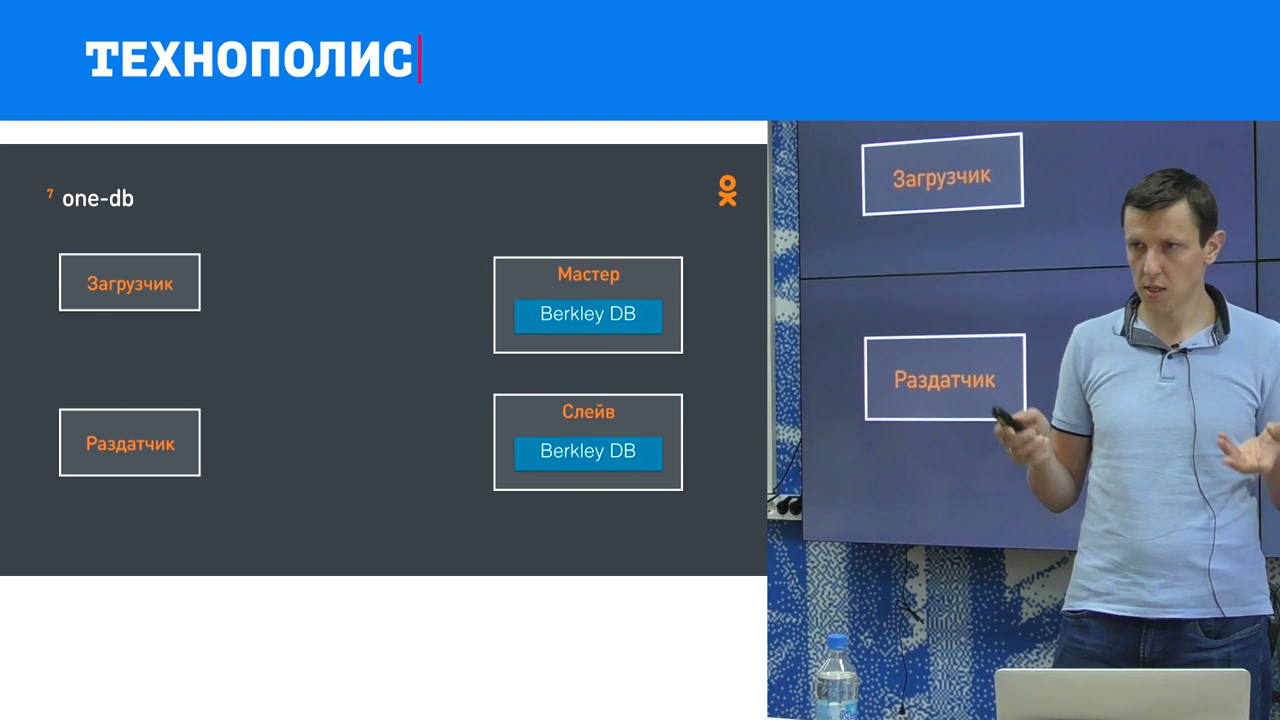 ТЕХНОПОЛИС
7 one-db
Загрузчик
Мастер
Berkley DB
Раздатчик
Слейв
Berkley DB
Загрузчик
Раздатчик